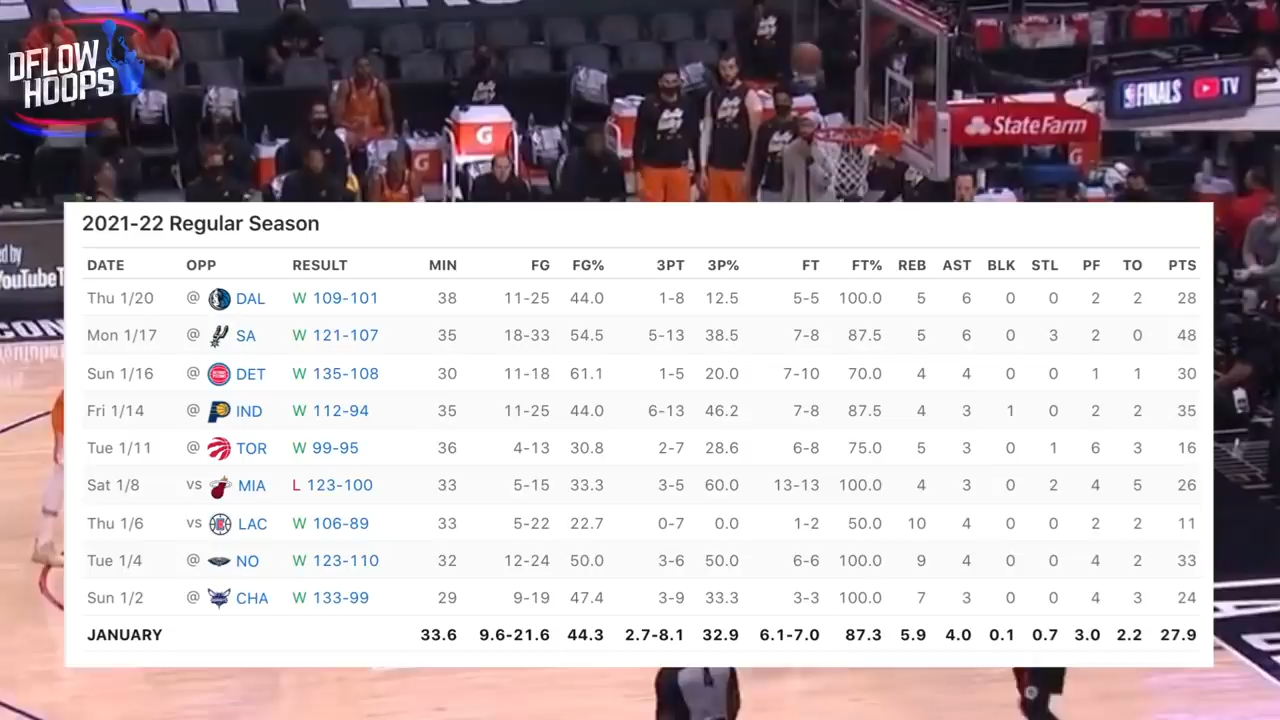 DFLOW
HOOPS
FINALS TV
StateFarm
G
G
G
ed by
YouTubeT
2021-22 Regular Season
DATE OPP RESULT MIN FG FG% 3PT 3P% FT FT% REB AST BLK STL PF TO PTS
Thu 1/20 @ DAL W 109-101 38 11-25 44.0 1-8 12.5 5-5 100.0 5 6 0 0 2 2 28
Mon 1/17 @ SA W 121-107 35 18-33 54.5 5-13 38.5 7-8 87.5 5 6 0 3 2 0 48
Sun 1/16 @ DET W 135-108 30 11-18 61.1 1-5 20.0 7-10 70.0 4 4 0 0 1 1 30
Fri 1/14 @ IND W 112-94 35 11-25 44.0 6-13 46.2 7-8 87.5 4 3 1 0 2 2 35
Tue 1/11 @ TOR W 99-95 36 4-13 30.8 2-7 28.6 6-8 75.0 5 3 0 1 6 3 16
Sat 1/8 vs MIA L 123-100 33 5-15 33.3 3-5 60.0 13-13 100.0 4 3 0 2 4 5 26
Thu 1/6 vs LAC W 106-89 33 5-22 22.7 0-7 0.0 1-2 50.0 10 4 0 0 2 2 11
Tue 1/4 @ NO W 123-110 32 12-24 50.0 3-6 50.0 6-6 100.0 9 4 0 0 4 2 33
Sun 1/2 @ CHA W 133-99 29 9-19 47.4 3-9 33.3 3-3 100.0 7 3 0 0 4 3 24
JANUARY 33.6 9.6-21.6 44.3 2.7-8.1 32.9 6.1-7.0 87.3 5.9 4.0 0.1 0.7 3.0 2.2 27.9